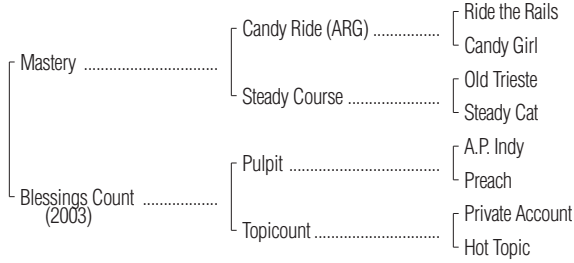 Ride the Rails
Candy Ride (ARG) ................
Candy Girl
Mastery ................................
Old Trieste
Steady Course ......................
Steady Cat
A.P. Indy
Pulpit ....................................
Preach
Blessings Count ..................
(2003)
Private Account
Topicount ..............................
Hot Topic